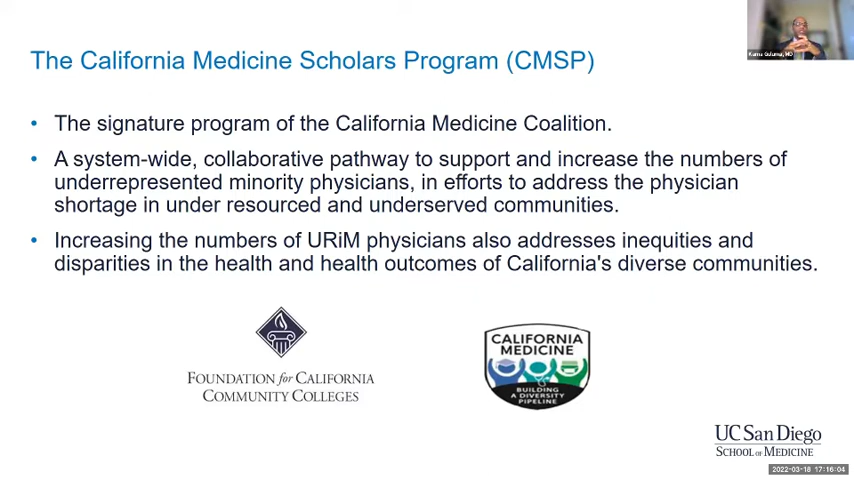 The California Medicine Scholars Program (CMSP)
• The signature program of the California Medicine Coalition.
• A system-wide, collaborative pathway to support and increase the numbers of
underrepresented minority physicians, in efforts to address the physician
shortage in under resourced and underserved communities.
• Increasing the numbers of URiM physicians also addresses inequities and
disparities in the health and health outcomes of California's diverse communities.
FOUNDATION for CALIFORNIA
COMMUNITY COLLEGES
CALIFORNIA
MEDICINE
BUILDING
A DIVERSITY
PIPELINE
UC San Diego
SCHOOL OF MEDICINE
2022-03-18 17:16:04